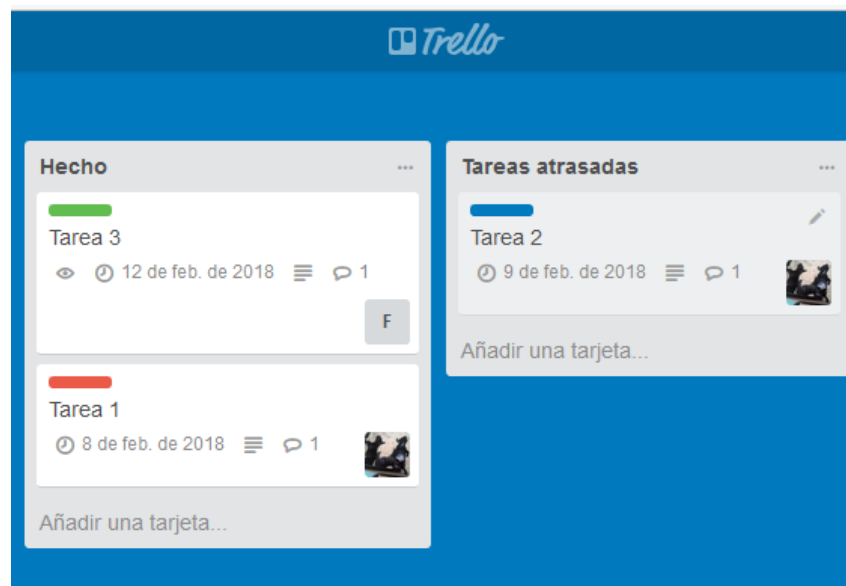 Trello
Hecho
Tarea 3
12 de feb. de 2018 1
F
Tarea 1
8 de feb. de 2018 1
Añadir una tarjeta...
Tareas atrasadas
Tarea 2
9 de feb. de 2018 1
Añadir una tarjeta...